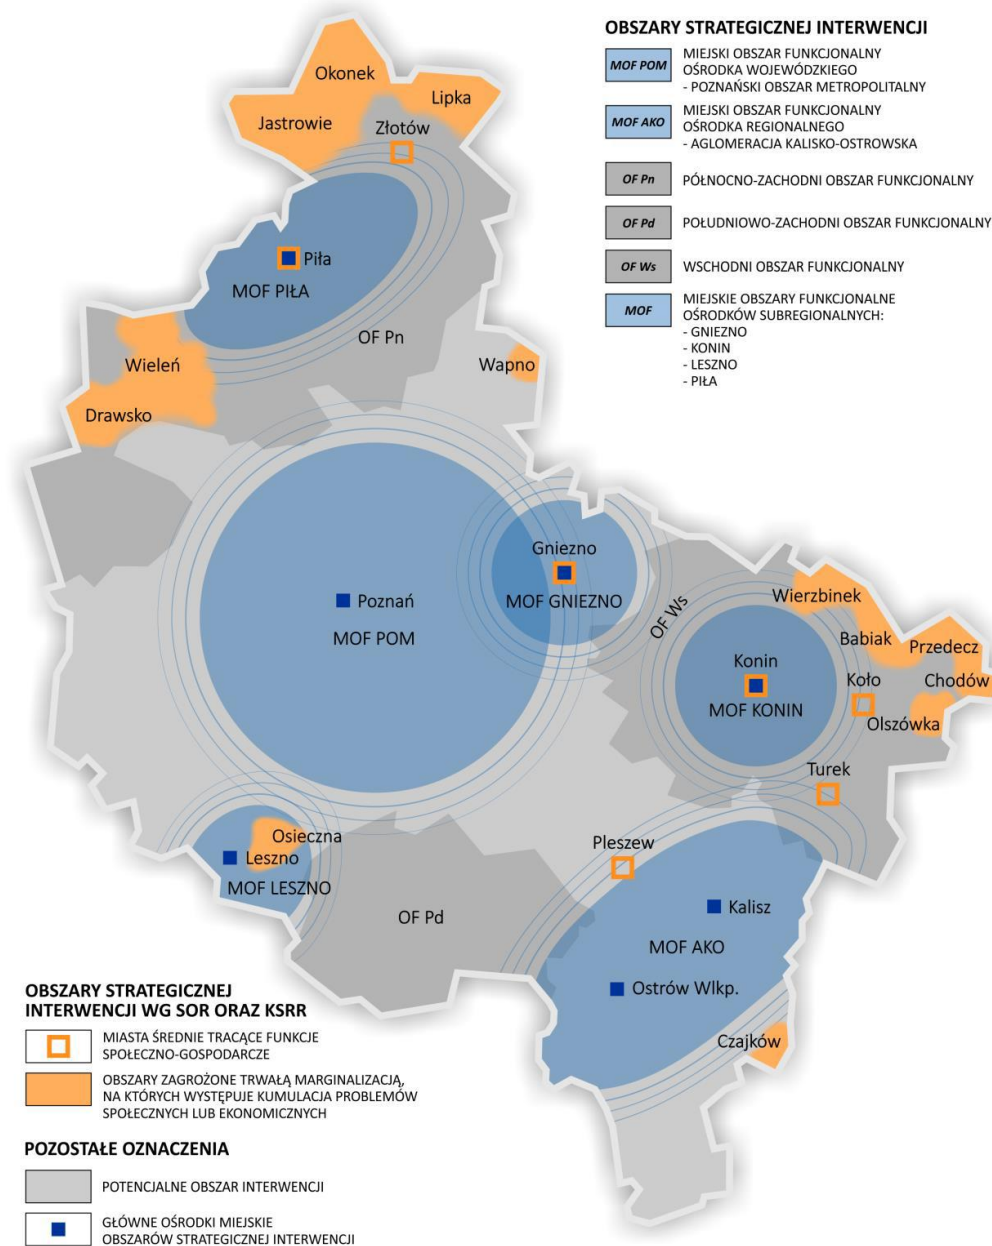 OBSZARY STRATEGICZNEJ INTERWENCJI
MOF POM
MIEJSKI OBSZAR FUNKCJONALNY
OŚRODKA WOJEWÓDZKIEGO
- POZNAŃSKI OBSZAR METROPOLITALNY
MOF AKO
MIEJSKI OBSZAR FUNKCJONALNY
OŚRODKA REGIONALNEGO
- AGLOMERACJA KALISKO-OSTROWSKA
OF Pn
PÓŁNOCNO-ZACHODNI OBSZAR FUNKCJONALNY
OF Pd
POŁUDNIOWO-ZACHODNI OBSZAR FUNKCJONALNY
OF Ws
WSCHODNI OBSZAR FUNKCJONALNY
MOF
MIEJSKIE OBSZARY FUNKCJONALNE
OŚRODKÓW SUBREGIONALNYCH:
- GNIEZNO
- KONIN
- LESZNO
- PIŁA
Okonek
Lipka
Jastrowie
Złotów
Piła
MOF PIŁA
OF Pn
Wieleń
Wapno
Drawsko
Gniezno
MOF GNIEZNO
Poznań
MOF POM
OF Ws
Wierzbinek
Babiak
Przedecz
Konin
Koło
Chodów
MOF KONIN
Olszówka
Turek
Osieczna
Leszno
MOF LESZNO
Pleszew
OF Pd
Kalisz
MOF AKO
Ostrów Wlkp.
Czajków
OBSZARY STRATEGICZNEJ
INTERWENCJI WG SOR ORAZ KSRR
MIASTA ŚREDNIE TRACĄCE FUNKCJE
SPOŁECZNO-GOSPODARCZE
OBSZARY ZAGROŻONE TRWAŁĄ MARGINALIZACJĄ,
NA KTÓRYCH WYSTĘPUJE KUMULACJA PROBLEMÓW
SPOŁECZNYCH LUB EKONOMICZNYCH
POZOSTAŁE OZNACZENIA
POTENCJALNE OBSZAR INTERWENCJI
GŁÓWNE OŚRODKI MIEJSKIE
OBSZARÓW STRATEGICZNEJ INTERWENCJI